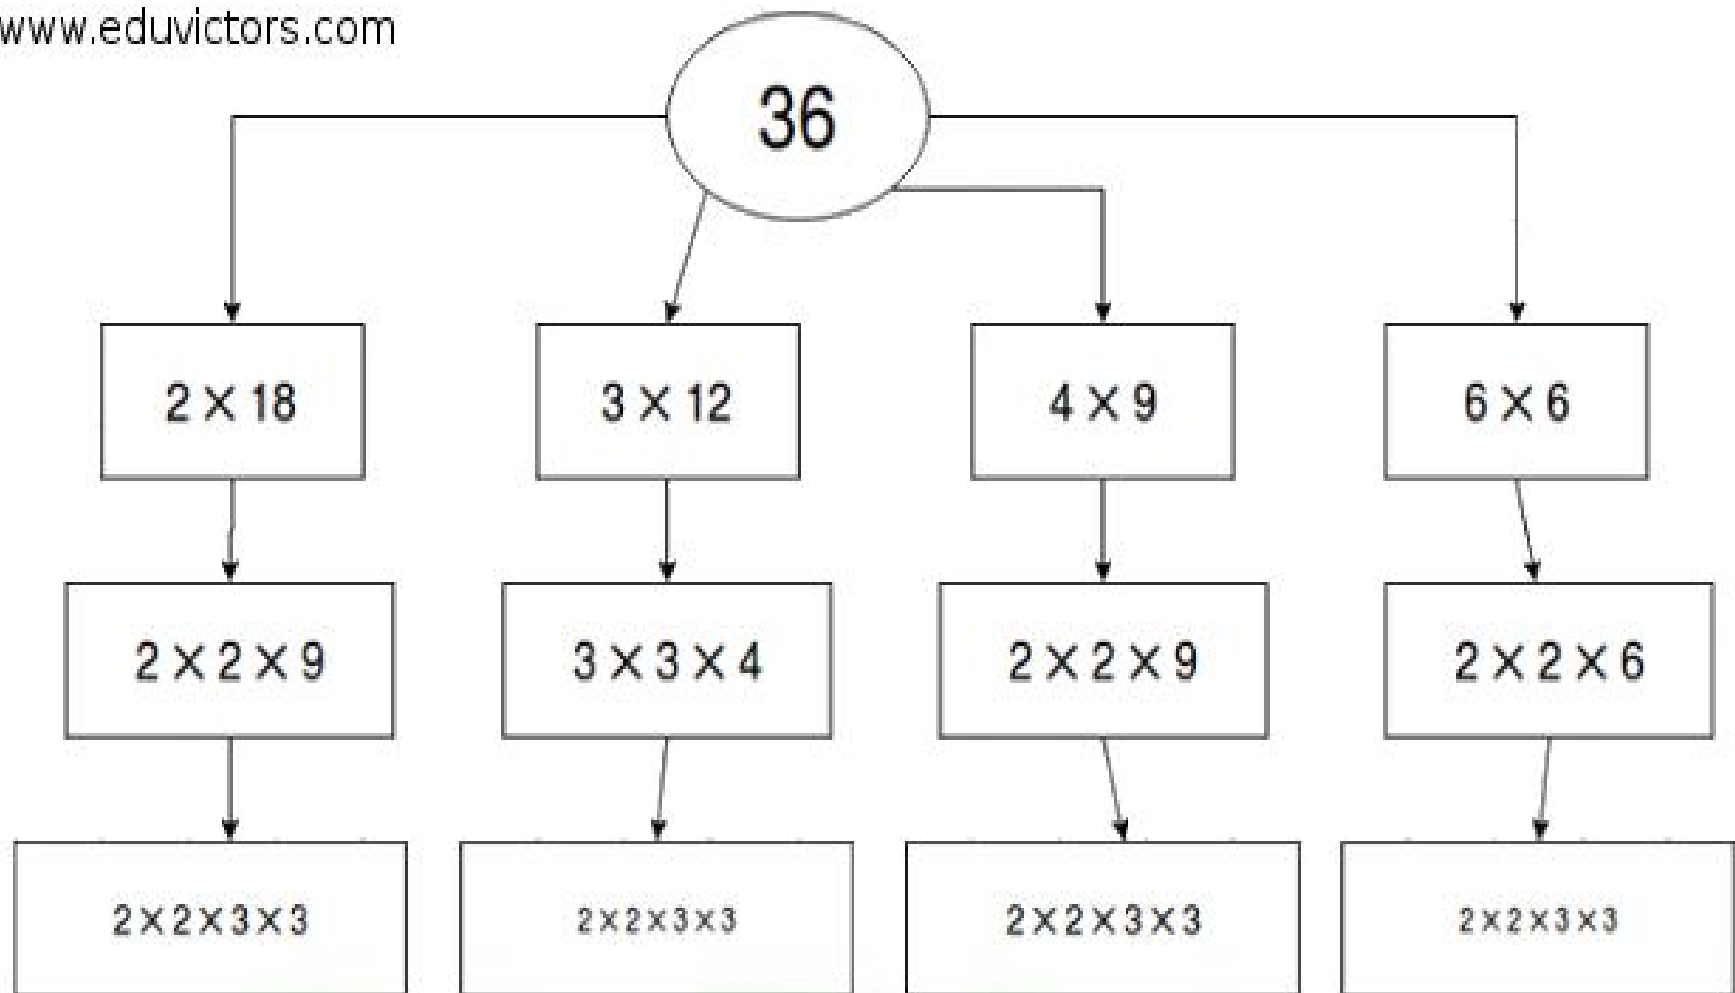 www.eduvictors.com
36
2 X 18
3 X 12
4 X 9
6 X 6
2 X 2 X 9
3 X 3 X 4
2 X 2 X 9
2 X 2 X 6
2 X 2 X 3 X 3
2 X 2 X 3 X 3
2 X 2 X 3 X 3
2 X 2 X 3 X 3